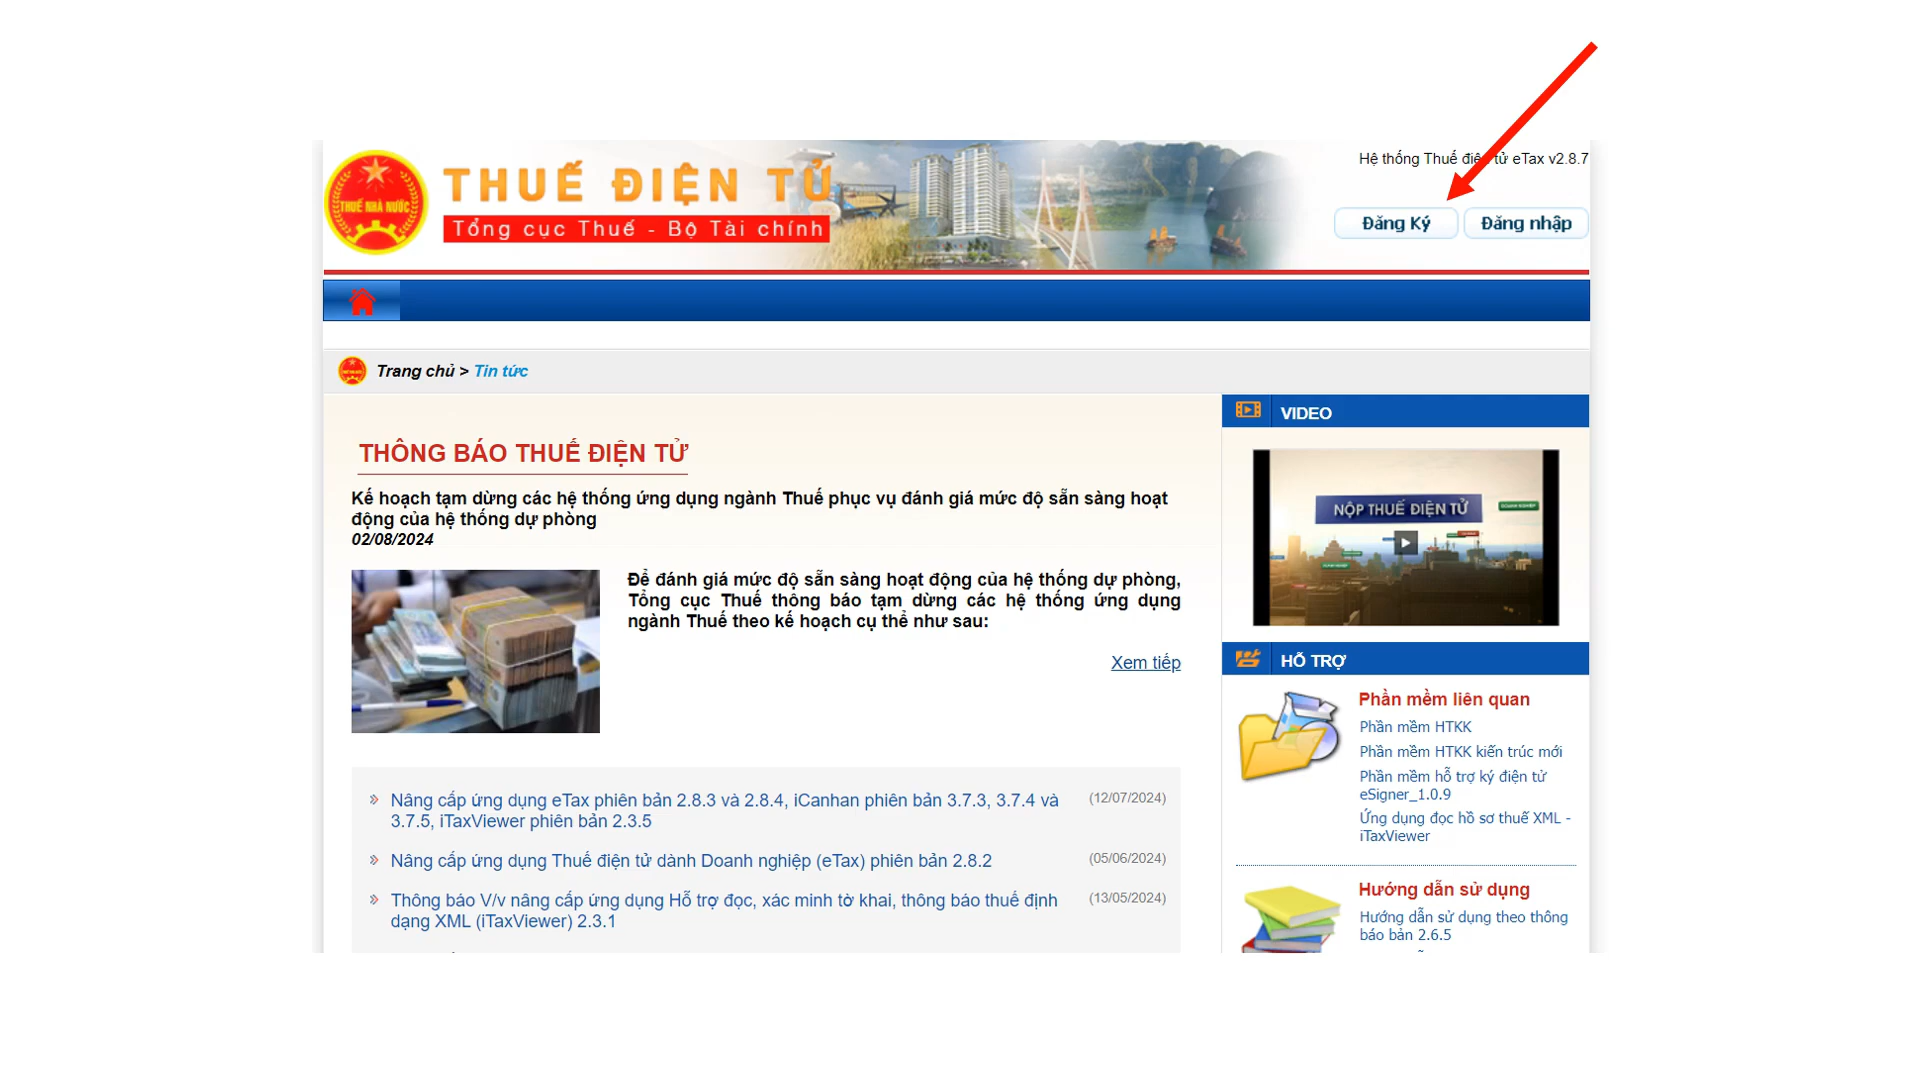 Hệ thống Thuế điện tử eTax v2.8.7
THUẾ NHÀ NƯỚC
THUẾ ĐIỆN TỬ
Tổng cục Thuế - Bộ Tài chính
Đăng Ký
Đăng nhập
Trang chủ > Tin tức
THÔNG BÁO THUẾ ĐIỆN TỬ
Kế hoạch tạm dừng các hệ thống ứng dụng ngành Thuế phục vụ đánh giá mức độ sẵn sàng hoạt
động của hệ thống dự phòng
02/08/2024
Để đánh giá mức độ sẵn sàng hoạt động của hệ thống dự phòng,
Tổng cục Thuế thông báo tạm dừng các hệ thống ứng dụng
ngành Thuế theo kế hoạch cụ thể như sau:
Xem tiếp
Nâng cấp ứng dụng eTax phiên bản 2.8.3 và 2.8.4, iCanhan phiên bản 3.7.3, 3.7.4 và
3.7.5, iTaxViewer phiên bản 2.3.5
(12/07/2024)
Nâng cấp ứng dụng Thuế điện tử dành Doanh nghiệp (eTax) phiên bản 2.8.2
(05/06/2024)
Thông báo V/v nâng cấp ứng dụng Hỗ trợ đọc, xác minh tờ khai, thông báo thuế định
dạng XML (iTaxViewer) 2.3.1
(13/05/2024)
VIDEO
NỘP THUẾ ĐIỆN TỬ
DOANH NGHIỆP
HỖ TRỢ
Phần mềm liên quan
Phần mềm HTKK
Phần mềm HTKK kiến trúc mới
Phần mềm hỗ trợ ký điện tử
eSigner_1.0.9
Ứng dụng đọc hồ sơ thuế XML -
iTaxViewer
Hướng dẫn sử dụng
Hướng dẫn sử dụng theo thông
báo bản 2.6.5